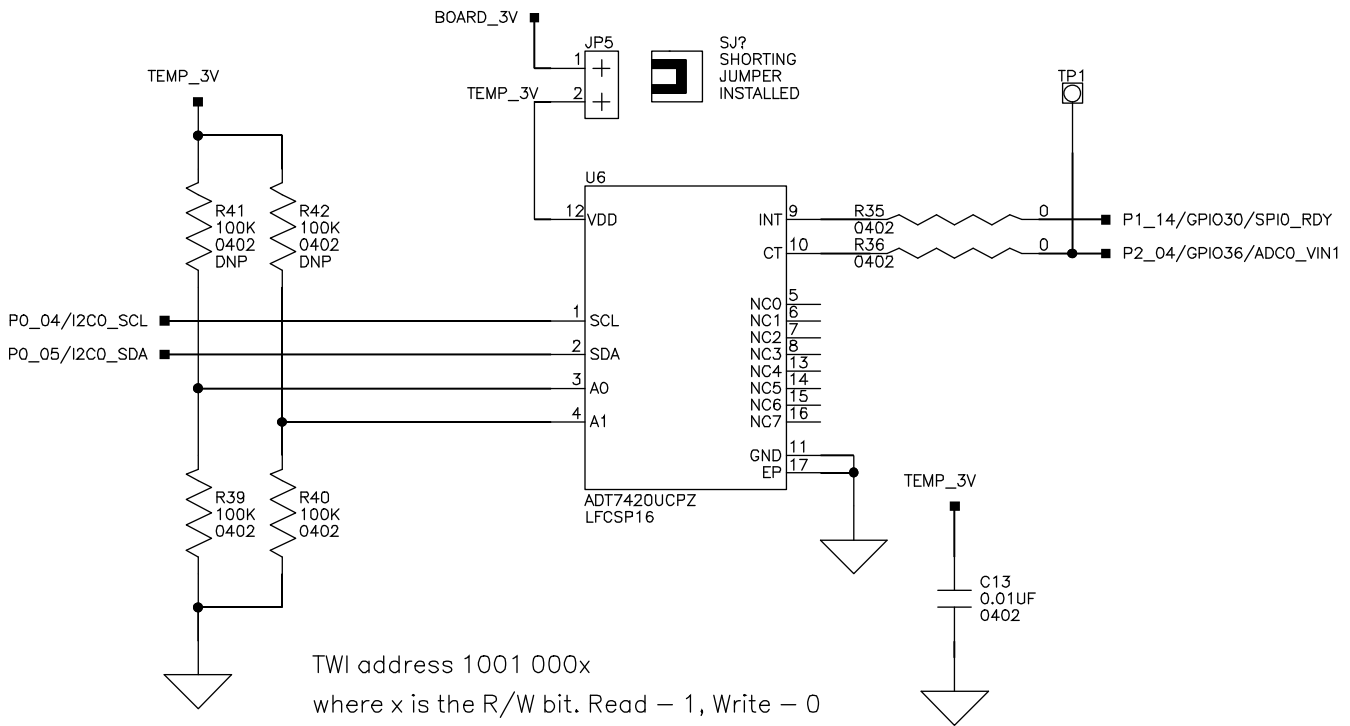 BOARD_3V
JP5
1
2
TEMP_3V
SJ?
SHORTING
JUMPER
INSTALLED
TEMP_3V
TP1
R41
100K
0402
DNP
R42
100K
0402
DNP
U6
12 VDD
INT 9
CT 10
R35
0402
0
P1_14/GPIO30/SPI0_RDY
R36
0402
0
P2_04/GPIO36/ADC0_VIN1
P0_04/I2C0_SCL
1 SCL
P0_05/I2C0_SDA
2 SDA
3 A0
4 A1
NC0 5
NC1 6
NC2 7
NC3 8
NC4 13
NC5 14
NC6 15
NC7 16
GND 11
EP 17
ADT7420UCPZ
LFCSP16
R39
100K
0402
R40
100K
0402
TEMP_3V
C13
0.01UF
0402
TWI address 1001 000x
where x is the R/W bit. Read – 1, Write – 0